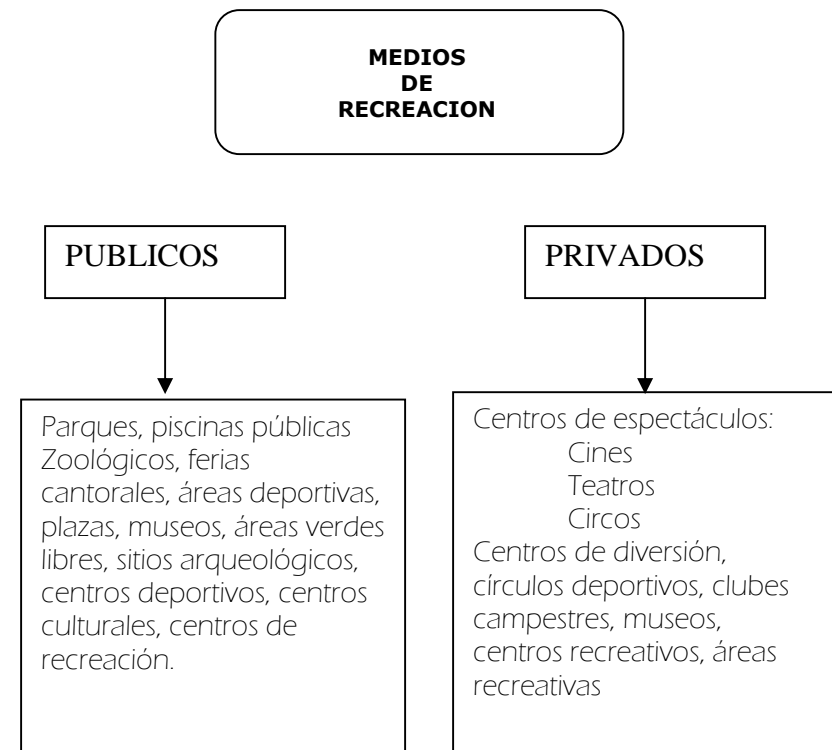 MEDIOS
DE
RECREACION
PUBLICOS
PRIVADOS
Parques, piscinas públicas
Zoológicos, ferias
cantorales, áreas deportivas,
plazas, museos, áreas verdes
libres, sitios arqueológicos,
centros deportivos, centros
culturales, centros de
recreación.
Centros de espectáculos:
Cines
Teatros
Circos
Centros de diversión,
círculos deportivos, clubes
campestres, museos,
centros recreativos, áreas
recreativas